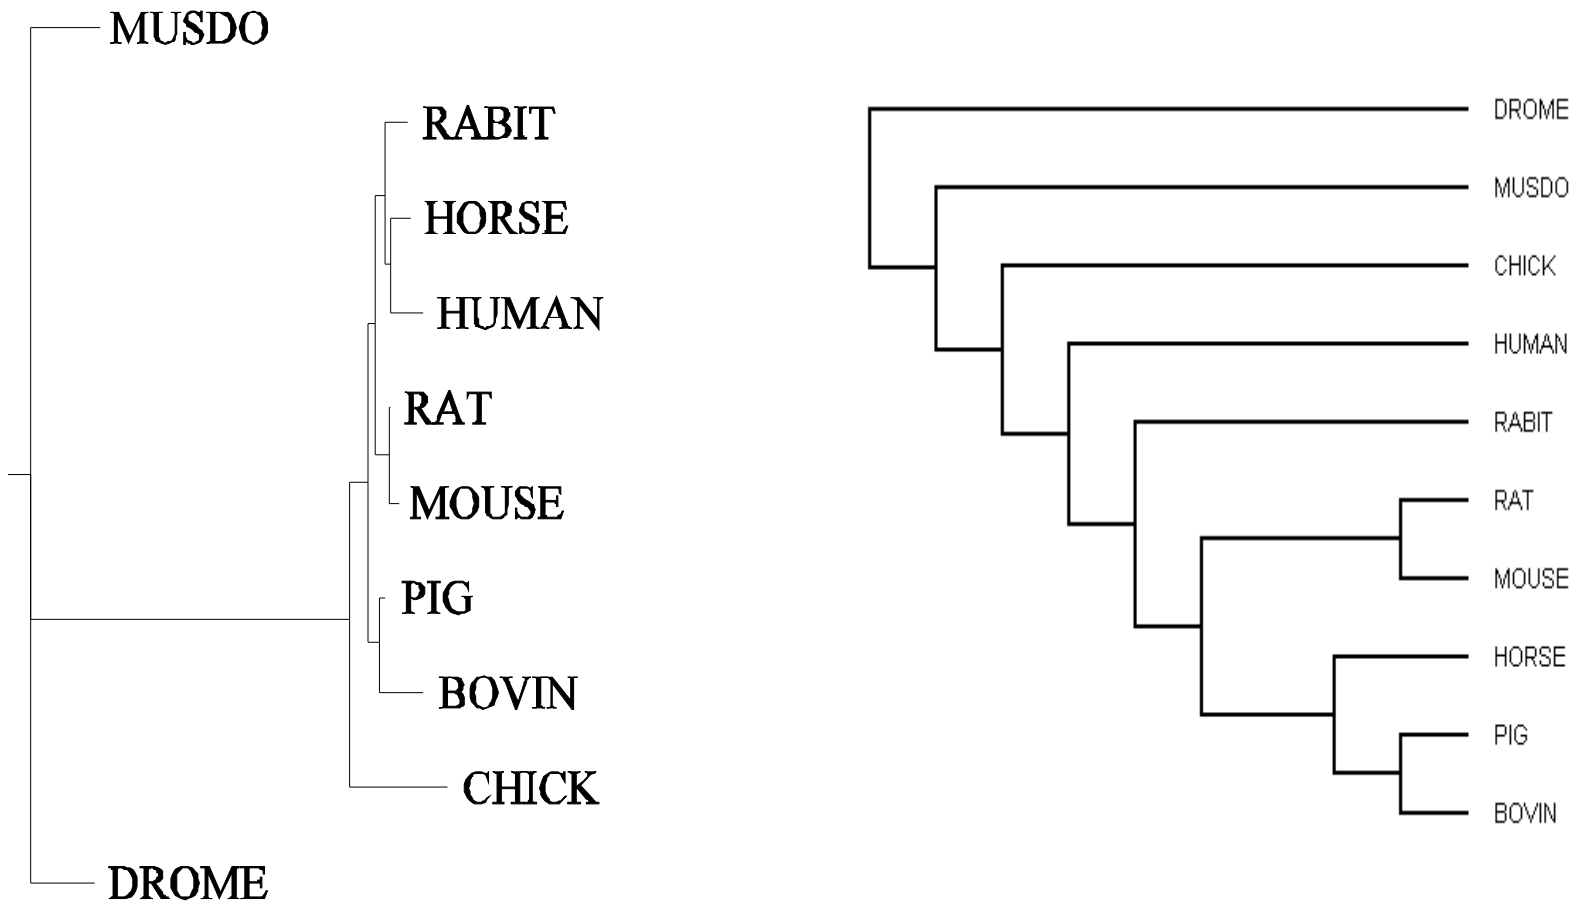 MUSDO
RABIT
HORSE
HUMAN
RAT
MOUSE
PIG
BOVIN
CHICK
DROME
DROME
MUSDO
CHICK
HUMAN
RABIT
RAT
MOUSE
HORSE
PIG
BOVIN